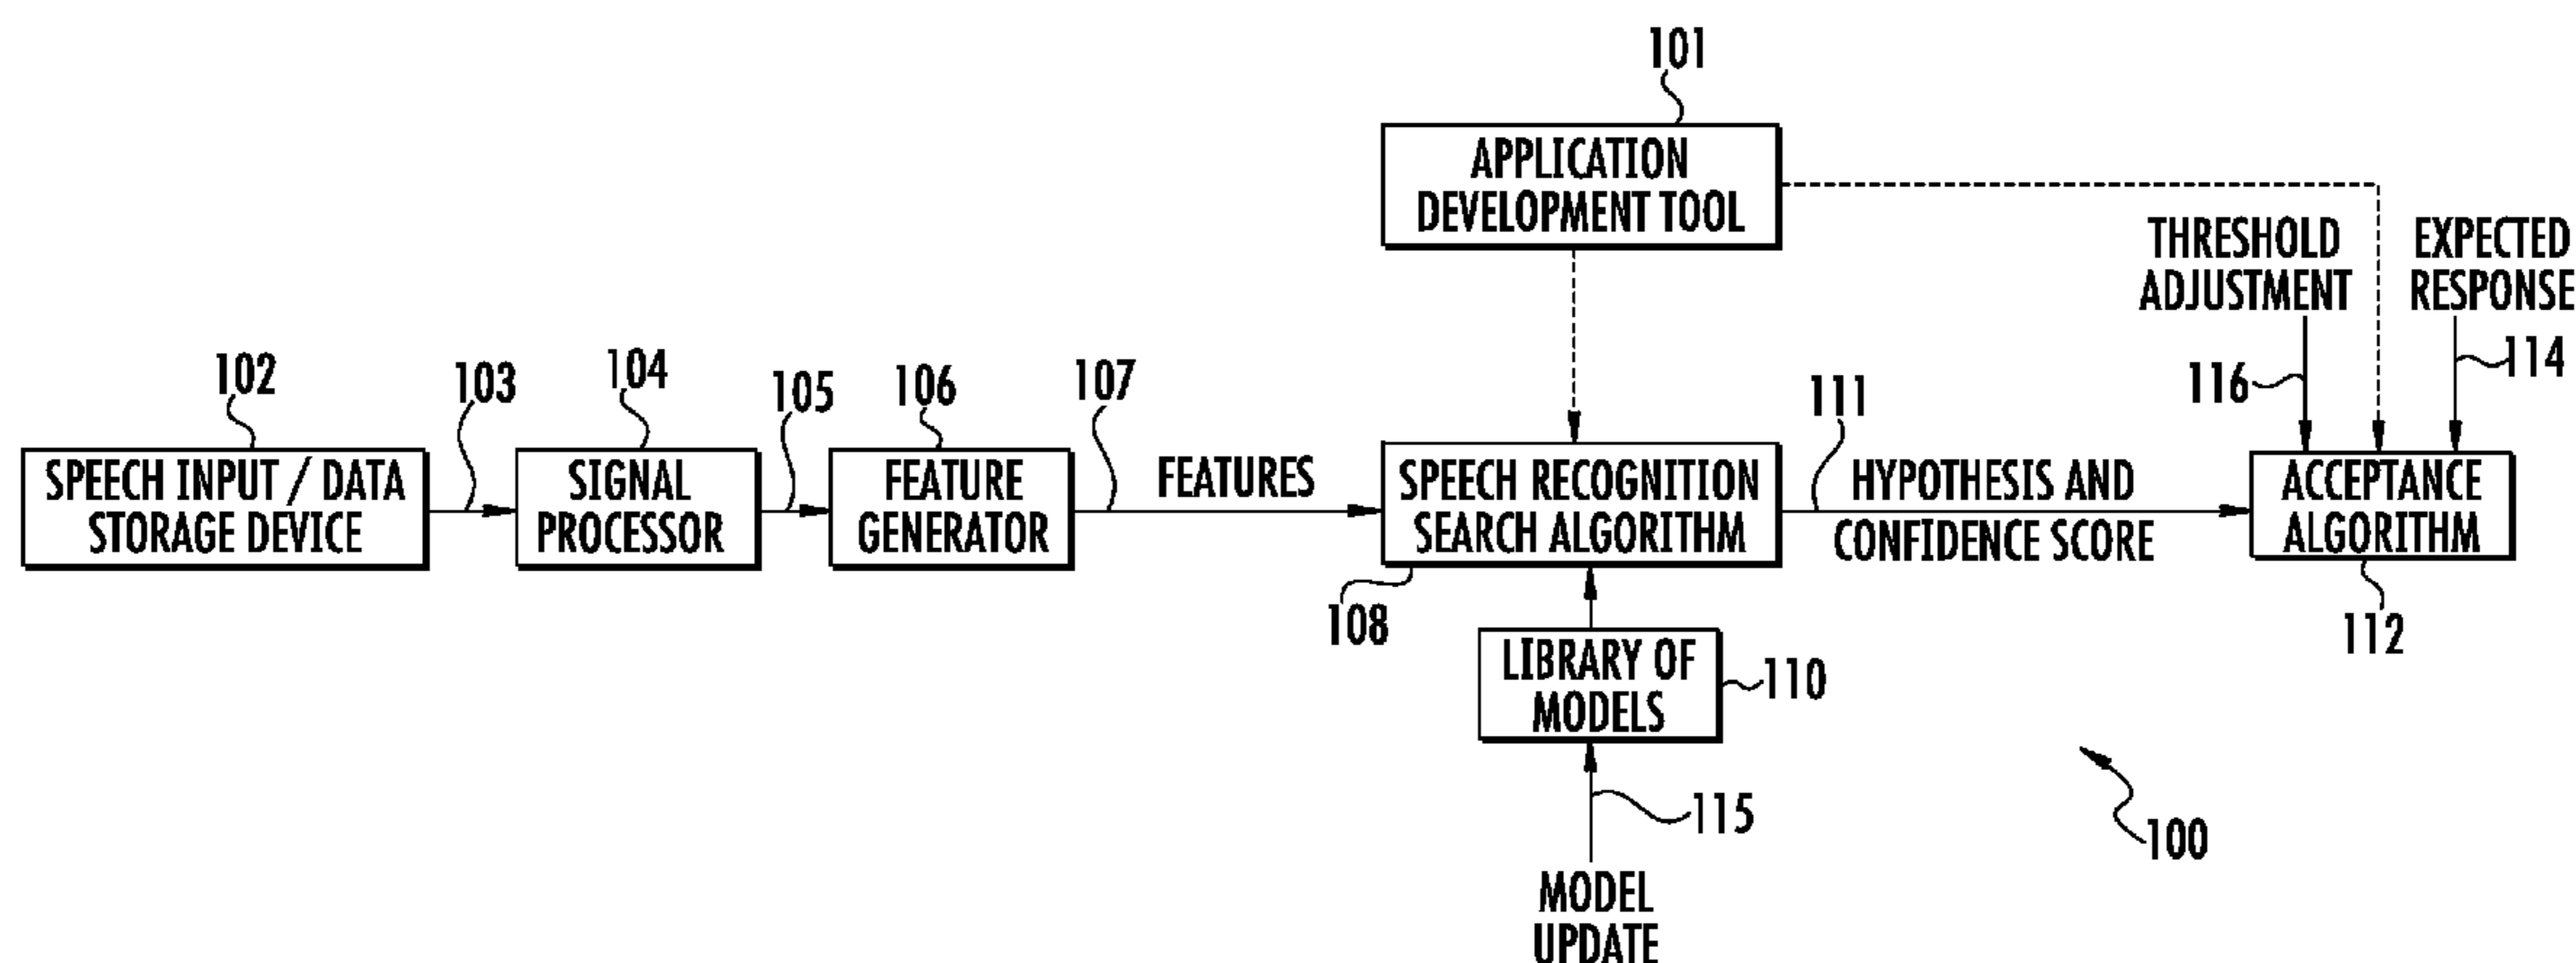 101
APPLICATION
DEVELOPMENT TOOL
THRESHOLD
ADJUSTMENT
EXPECTED
RESPONSE
116
114
102
103
104
105
106
107
111
SPEECH INPUT / DATA
STORAGE DEVICE
SIGNAL
PROCESSOR
FEATURE
GENERATOR
FEATURES
SPEECH RECOGNITION
SEARCH ALGORITHM
HYPOTHESIS AND
CONFIDENCE SCORE
ACCEPTANCE
ALGORITHM
108
112
LIBRARY OF
MODELS
110
115
100
MODEL
UPDATE